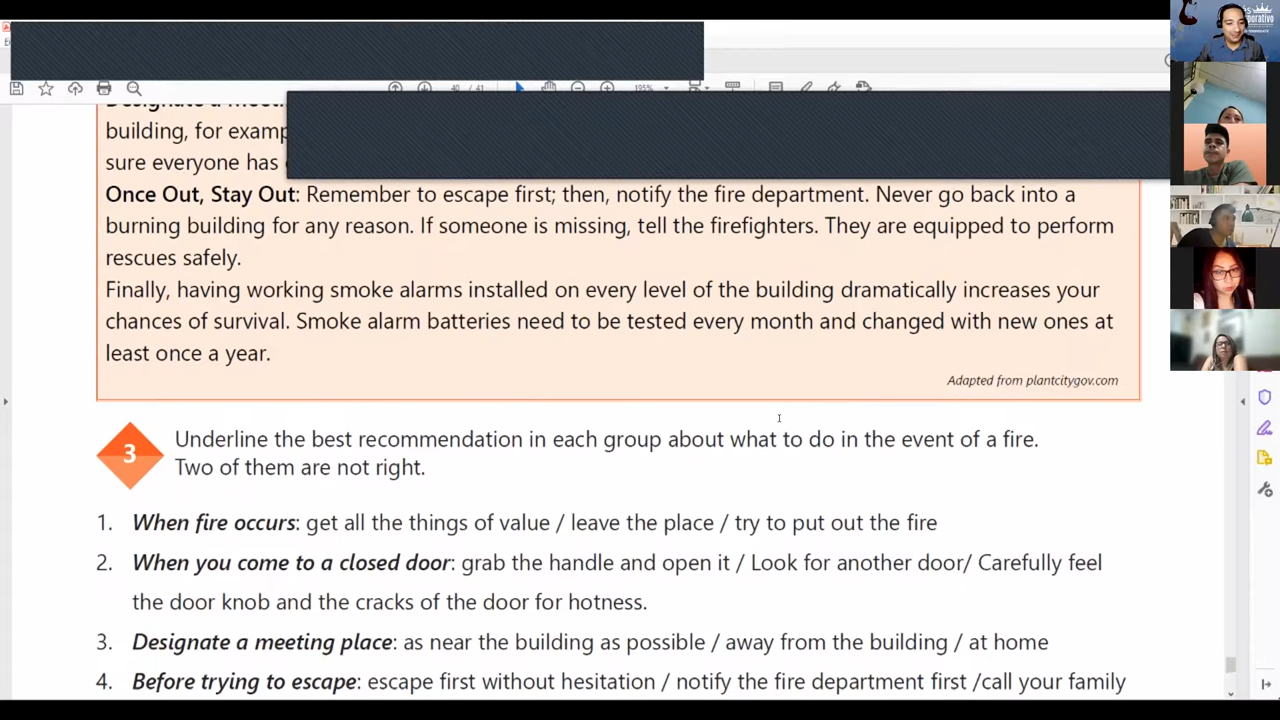 40 / 41
195%
building, for examp
sure everyone has
Once Out, Stay Out: Remember to escape first; then, notify the fire department. Never go back into a
burning building for any reason. If someone is missing, tell the firefighters. They are equipped to perform
rescues safely.
Finally, having working smoke alarms installed on every level of the building dramatically increases your
chances of survival. Smoke alarm batteries need to be tested every month and changed with new ones at
least once a year.
Adapted from plantcitygov.com
3
Underline the best recommendation in each group about what to do in the event of a fire.
Two of them are not right.
1. When fire occurs: get all the things of value / leave the place / try to put out the fire
2. When you come to a closed door: grab the handle and open it / Look for another door/ Carefully feel
the door knob and the cracks of the door for hotness.
3. Designate a meeting place: as near the building as possible / away from the building / at home
4. Before trying to escape: escape first without hesitation / notify the fire department first /call your family